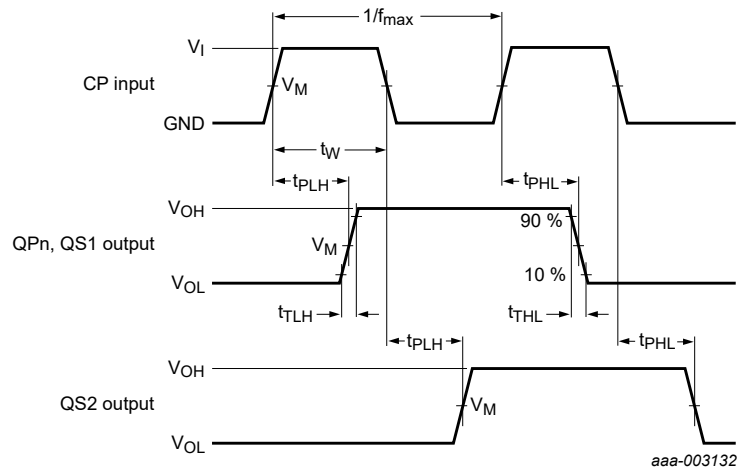 1/fmax
VI
CP input
VM
GND
tW
tPLH
tPHL
VOH
90 %
QPn, QS1 output
VM
10 %
VOL
tTLH
tTHL
tPLH
tPHL
VOH
QS2 output
VM
VOL
aaa-003132